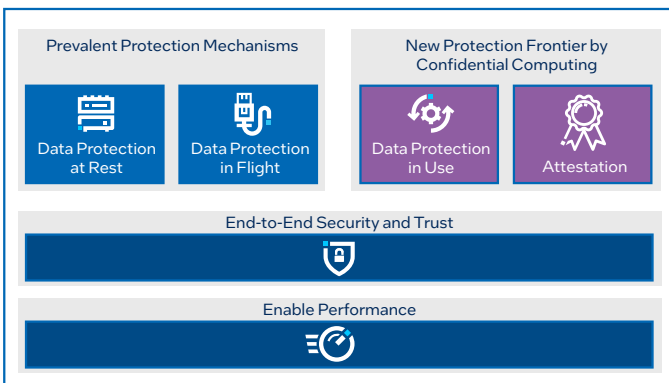 Prevalent Protection Mechanisms
Data Protection
at Rest
Data Protection
in Flight
New Protection Frontier by
Confidential Computing
Data Protection
in Use
Attestation
End-to-End Security and Trust
Enable Performance